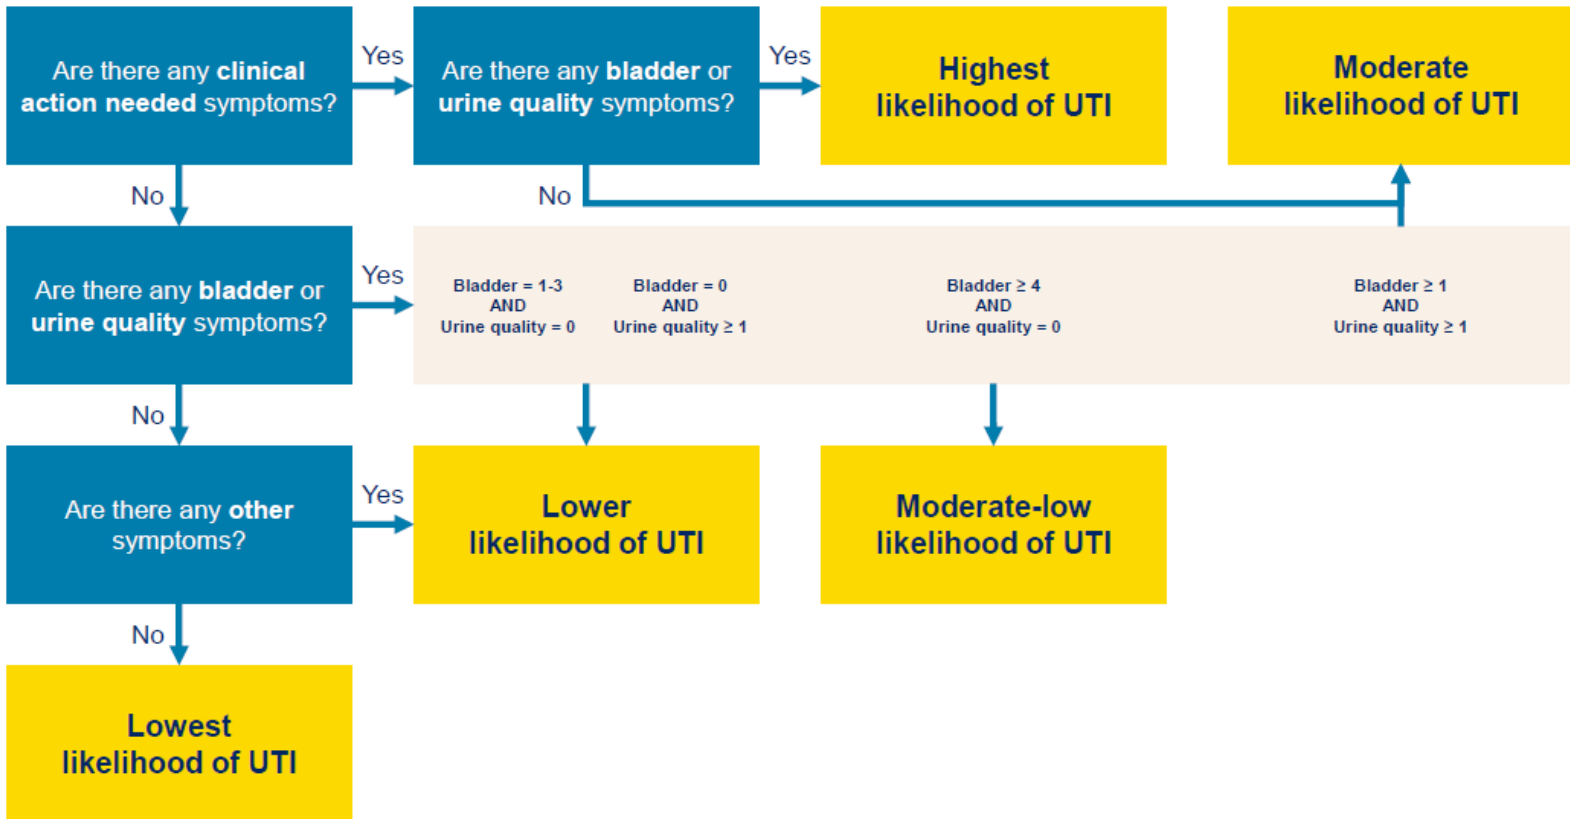 Are there any clinical
action needed symptoms?
Yes
Are there any bladder or
urine quality symptoms?
Yes
Highest
likelihood of UTI
Moderate
likelihood of UTI
No
No
Are there any bladder or
urine quality symptoms?
Yes
Bladder = 1-3
AND
Urine quality = 0
Bladder = 0
AND
Urine quality ≥ 1
Bladder ≥ 4
AND
Urine quality = 0
Bladder ≥ 1
AND
Urine quality ≥ 1
No
Are there any other
symptoms?
Yes
Lower
likelihood of UTI
Moderate-low
likelihood of UTI
No
Lowest
likelihood of UTI